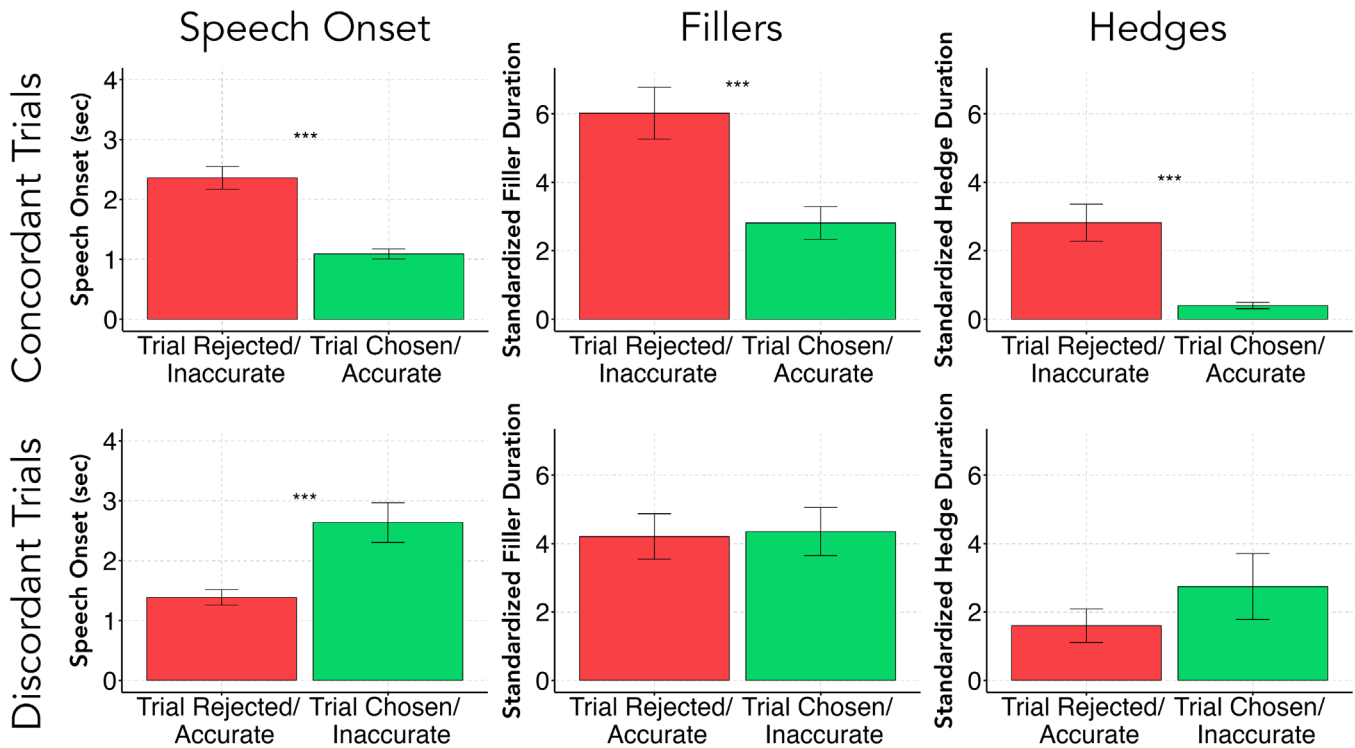 Speech Onset
Fillers
Hedges
Concordant Trials
Speech Onset (sec)
4
3
2
1
0
***
Trial Rejected/
Inaccurate
Trial Chosen/
Accurate
Standardized Filler Duration
6
4
2
0
***
Trial Rejected/
Inaccurate
Trial Chosen/
Accurate
Standardized Hedge Duration
6
4
2
0
***
Trial Rejected/
Inaccurate
Trial Chosen/
Accurate
Discordant Trials
Speech Onset (sec)
4
3
2
1
0
***
Trial Rejected/
Accurate
Trial Chosen/
Inaccurate
Standardized Filler Duration
6
4
2
0
Trial Rejected/
Accurate
Trial Chosen/
Inaccurate
Standardized Hedge Duration
6
4
2
0
Trial Rejected/
Accurate
Trial Chosen/
Inaccurate